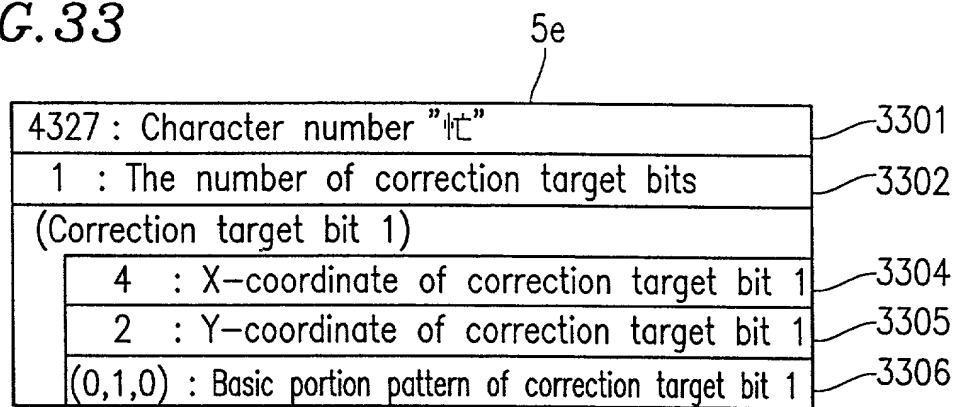 G.33
5e
4327 : Character number "忙" 3301
1 : The number of correction target bits 3302
(Correction target bit 1)
4 : X-coordinate of correction target bit 1 3304
2 : Y-coordinate of correction target bit 1 3305
(0,1,0) : Basic portion pattern of correction target bit 1 3306